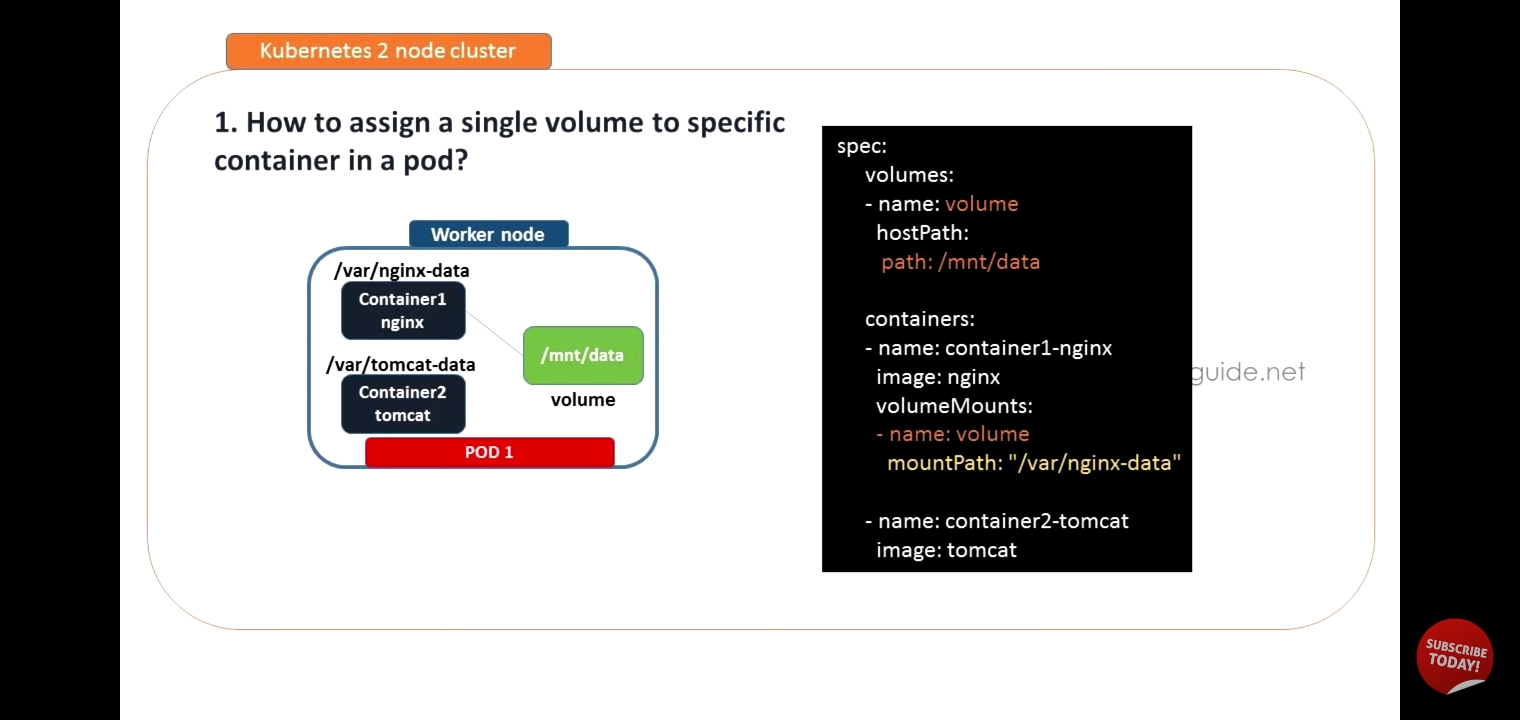 Kubernetes 2 node cluster
1. How to assign a single volume to specific
container in a pod?
Worker node
/var/nginx-data
Container1
nginx
/var/tomcat-data
Container2
tomcat
/mnt/data
volume
POD 1
spec:
volumes:
- name: volume
hostPath:
path: /mnt/data
containers:
- name: container1-nginx
image: nginx
volumeMounts:
- name: volume
mountPath: "/var/nginx-data"
- name: container2-tomcat
image: tomcat
guide.net
SUBSCRIBE
TODAY!